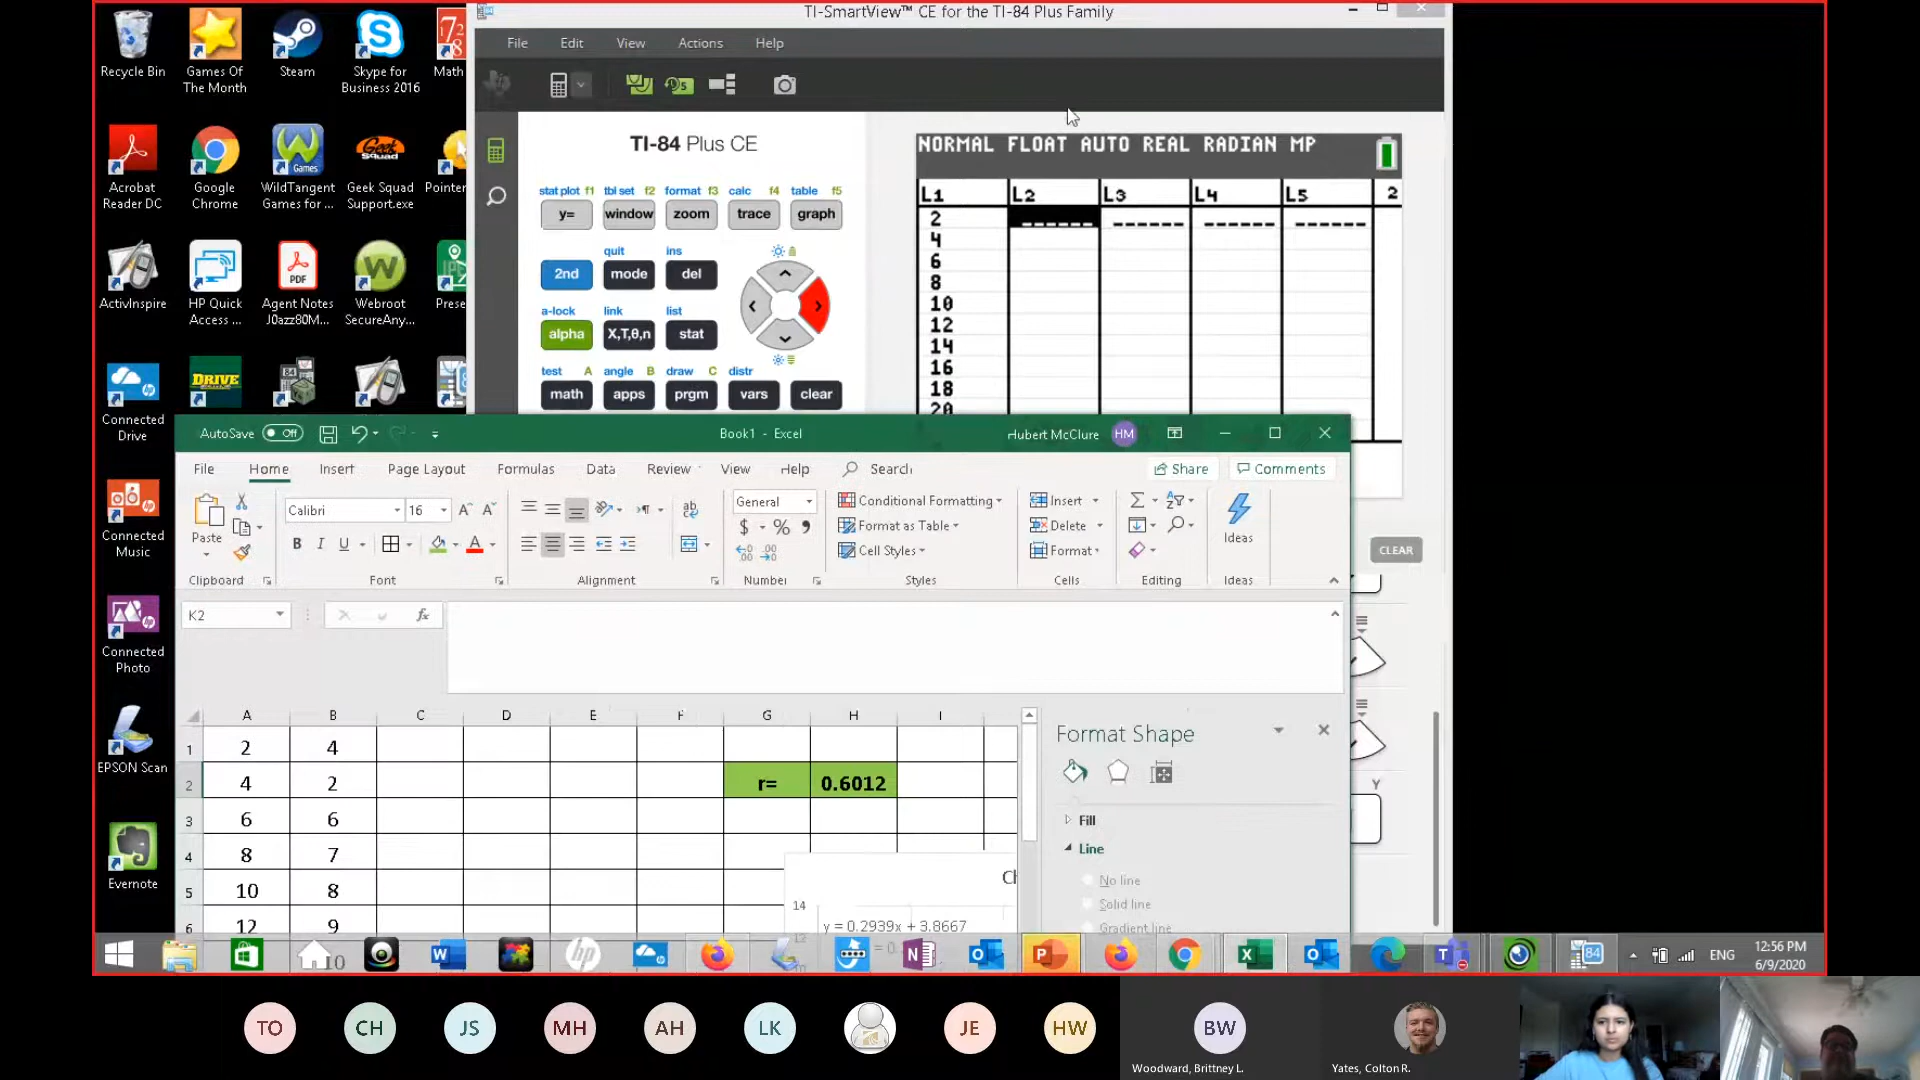 TI-SmartView™ CE for the TI-84 Plus Family
File Edit View Actions Help
Recycle Bin
Games Of The Month
Steam
Skype for Business 2016
Math
Acrobat Reader DC
Google Chrome
WildTangent Games for ...
Geek Squad Support.exe
Pointer
ActivInspire
HP Quick Access ...
Agent Notes J0azz80M...
Webroot SecureAny...
Prese
Connected Drive
Connected Music
Connected Photo
EPSON Scan
Evernote
TI-84 Plus CE
stat plot f1 tbl set f2 format f3 calc f4 table f5
y= window zoom trace graph
quit ins
2nd mode del
a-lock link list
alpha X,T,θ,n stat
test A angle B draw C distr
math apps prgm vars clear
NORMAL FLOAT AUTO REAL RADIAN MP
L1 L2 L3 L4 L5 2
2
4
6
8
10
12
14
16
18
20
CLEAR
Y
AutoSave Off
Book1 - Excel
Hubert McClure HM
File Home Insert Page Layout Formulas Data Review View Help Search
Share Comments
Paste
Calibri 16
B I U A
General
$ % ,
Conditional Formatting
Format as Table
Cell Styles
Insert
Delete
Format
Ideas
Clipboard Font Alignment Number Styles Cells Editing Ideas
K2 fx
A B C D E F G H I
1 2 4
2 4 2 r= 0.6012
3 6 6
4 8 7
5 10 8
6 12 9
10
14
12
10
y = 0.2939x + 3.8667
Format Shape
Fill
Line
No line
Solid line
Gradient line
ENG
12:56 PM
6/9/2020
TO CH JS MH AH LK JE HW BW
Woodward, Brittney L.
Yates, Colton R.